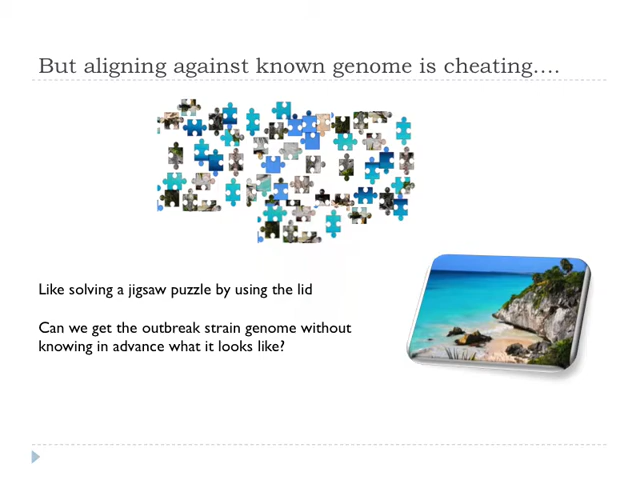 But aligning against known genome is cheating....
Like solving a jigsaw puzzle by using the lid
Can we get the outbreak strain genome without
knowing in advance what it looks like?